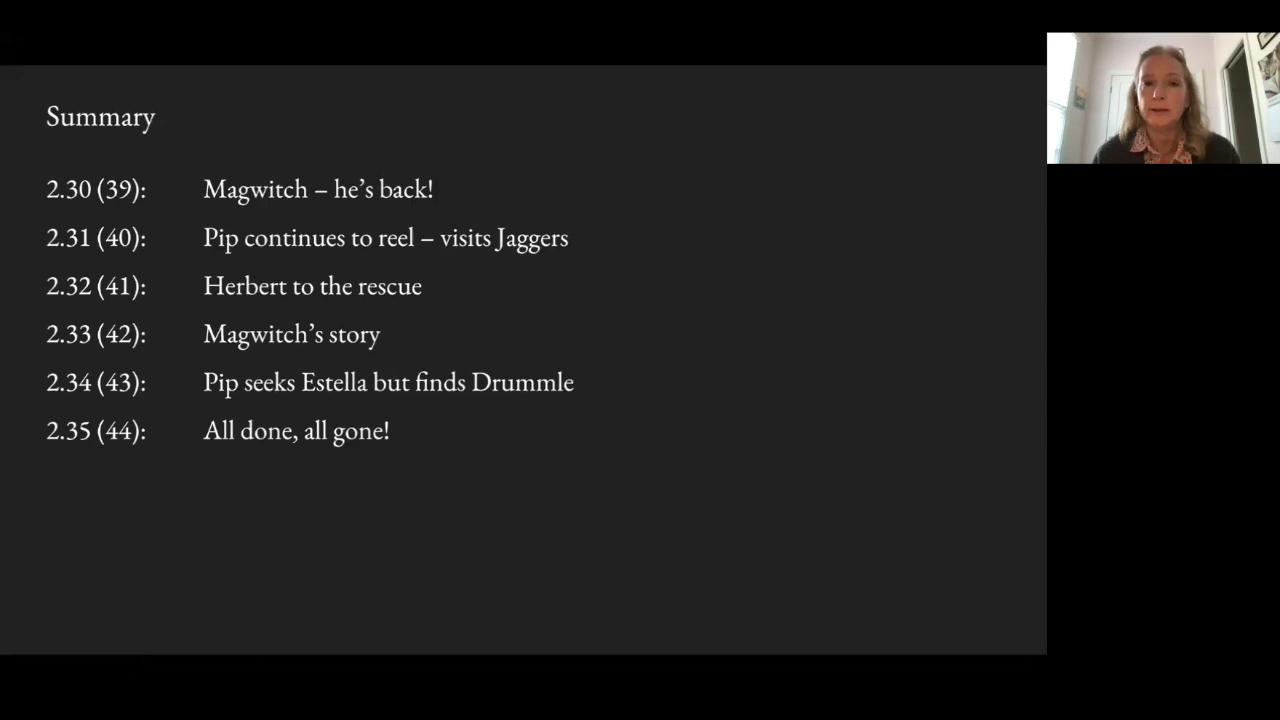 Summary
2.30 (39): Magwitch – he’s back!
2.31 (40): Pip continues to reel – visits Jaggers
2.32 (41): Herbert to the rescue
2.33 (42): Magwitch’s story
2.34 (43): Pip seeks Estella but finds Drummle
2.35 (44): All done, all gone!